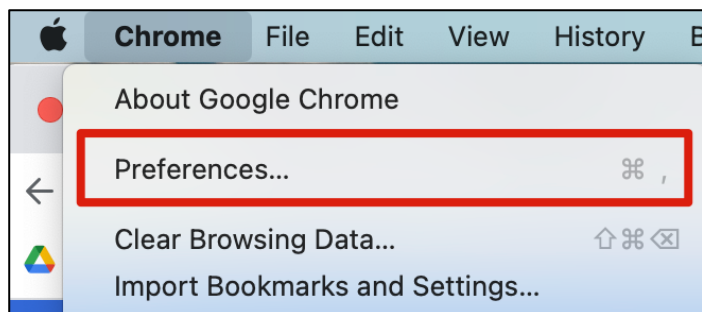 Chrome File Edit View History
About Google Chrome
Preferences... ⌘ ,
Clear Browsing Data... ⇧⌘⌫
Import Bookmarks and Settings...